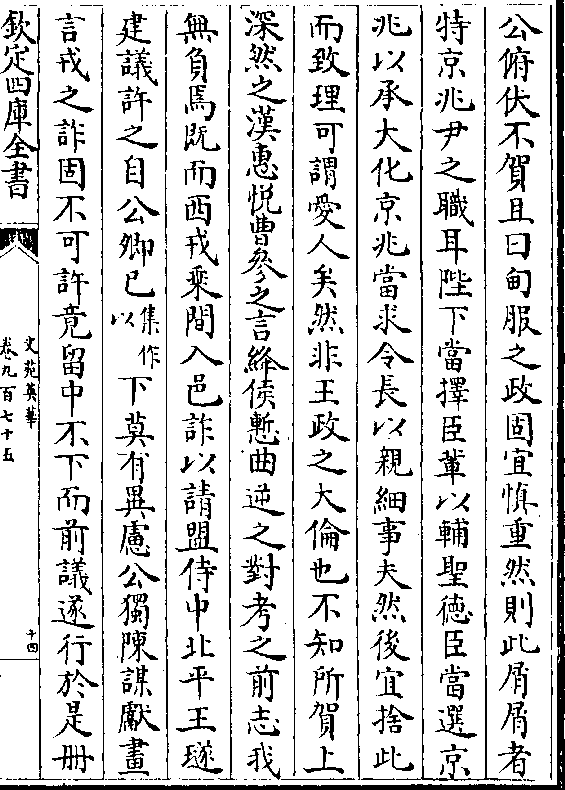 公俯伏不賀且曰甸服之政固宜慎重然則此屑屑者
特京兆尹之職耳陛下當擇臣輩以輔聖德臣當選京
兆以承大化京兆當求令長以親細事夫然後宜捨此
而致理可謂愛人矣然非王政之大倫也不知所賀上
深然之漢惠悅曹參之言絳侯慙曲逆之對考之前志我
無負焉既而西戎乘間入邑詐以請盟侍中北平王璲
建議許之自公卿已集作以下莫有異慮公獨陳謀獻畫
言戎之詐固不可許竟留中不下而前議遂行於是冊
欽定四庫全書
文苑英華
卷九百七十五
十四